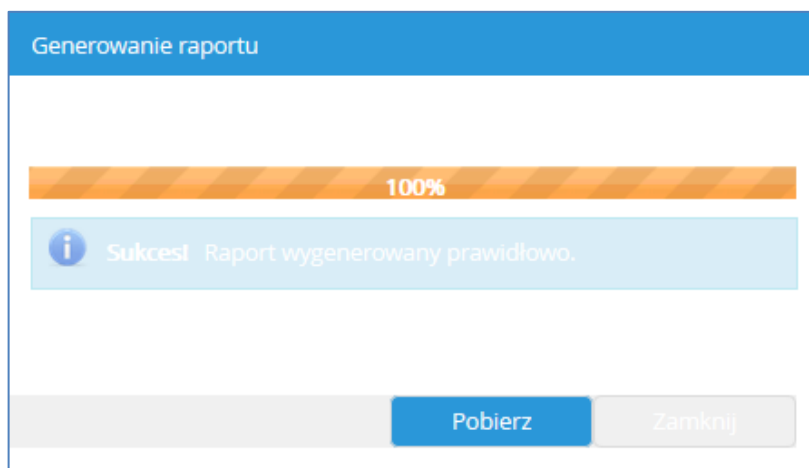 Generowanie raportu
100%
Sukces! Raport wygenerowany prawidłowo.
Pobierz Zamknij